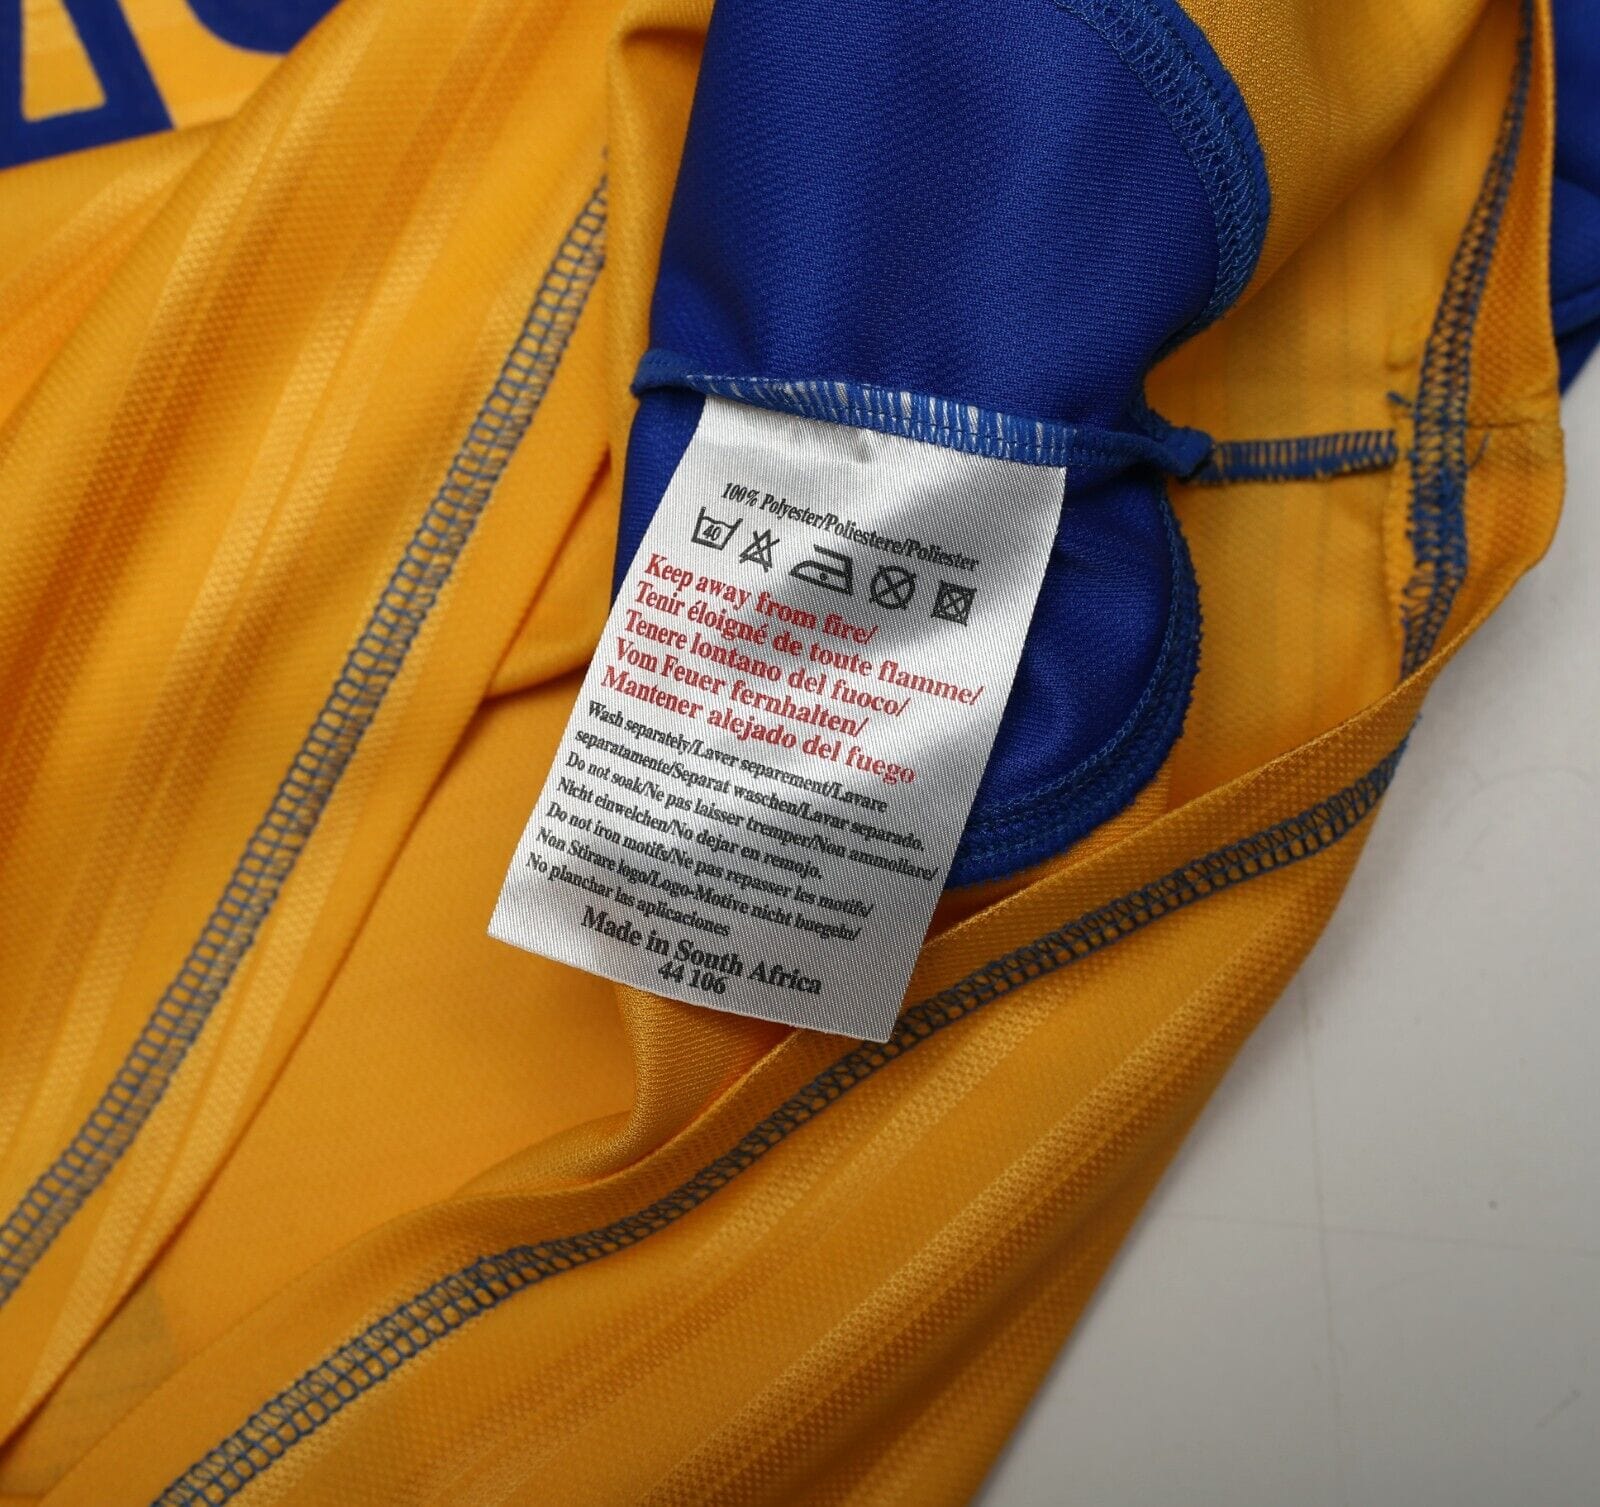 100% Polyester/Poliestere/Poliester
40
Keep away from fire/
Tenir éloigné de toute flamme/
Tenere lontano del fuoco/
Vom Feuer fernhalten/
Mantener alejado del fuego
Wash separately/Laver separement/Lavare
separatamente/Separat waschen/Lavar separado.
Do not soak/Ne pas laisser tremper/Non ammollare/
Nicht einweichen/No dejar en remojo.
Do not iron motifs/Ne pas repasser les motifs/
Non Stirare logo/Logo-Motive nicht buegeln/
No planchar las aplicaciones
Made in South Africa
44 106